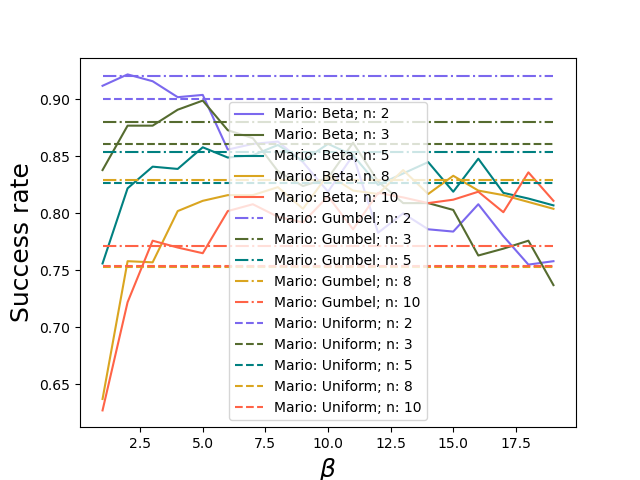 Success rate
0.90
0.85
0.80
0.75
0.70
0.65
Mario: Beta; n: 2
Mario: Beta; n: 3
Mario: Beta; n: 5
Mario: Beta; n: 8
Mario: Beta; n: 10
Mario: Gumbel; n: 2
Mario: Gumbel; n: 3
Mario: Gumbel; n: 5
Mario: Gumbel; n: 8
Mario: Gumbel; n: 10
Mario: Uniform; n: 2
Mario: Uniform; n: 3
Mario: Uniform; n: 5
Mario: Uniform; n: 8
Mario: Uniform; n: 10
2.5 5.0 7.5 10.0 12.5 15.0 17.5
β